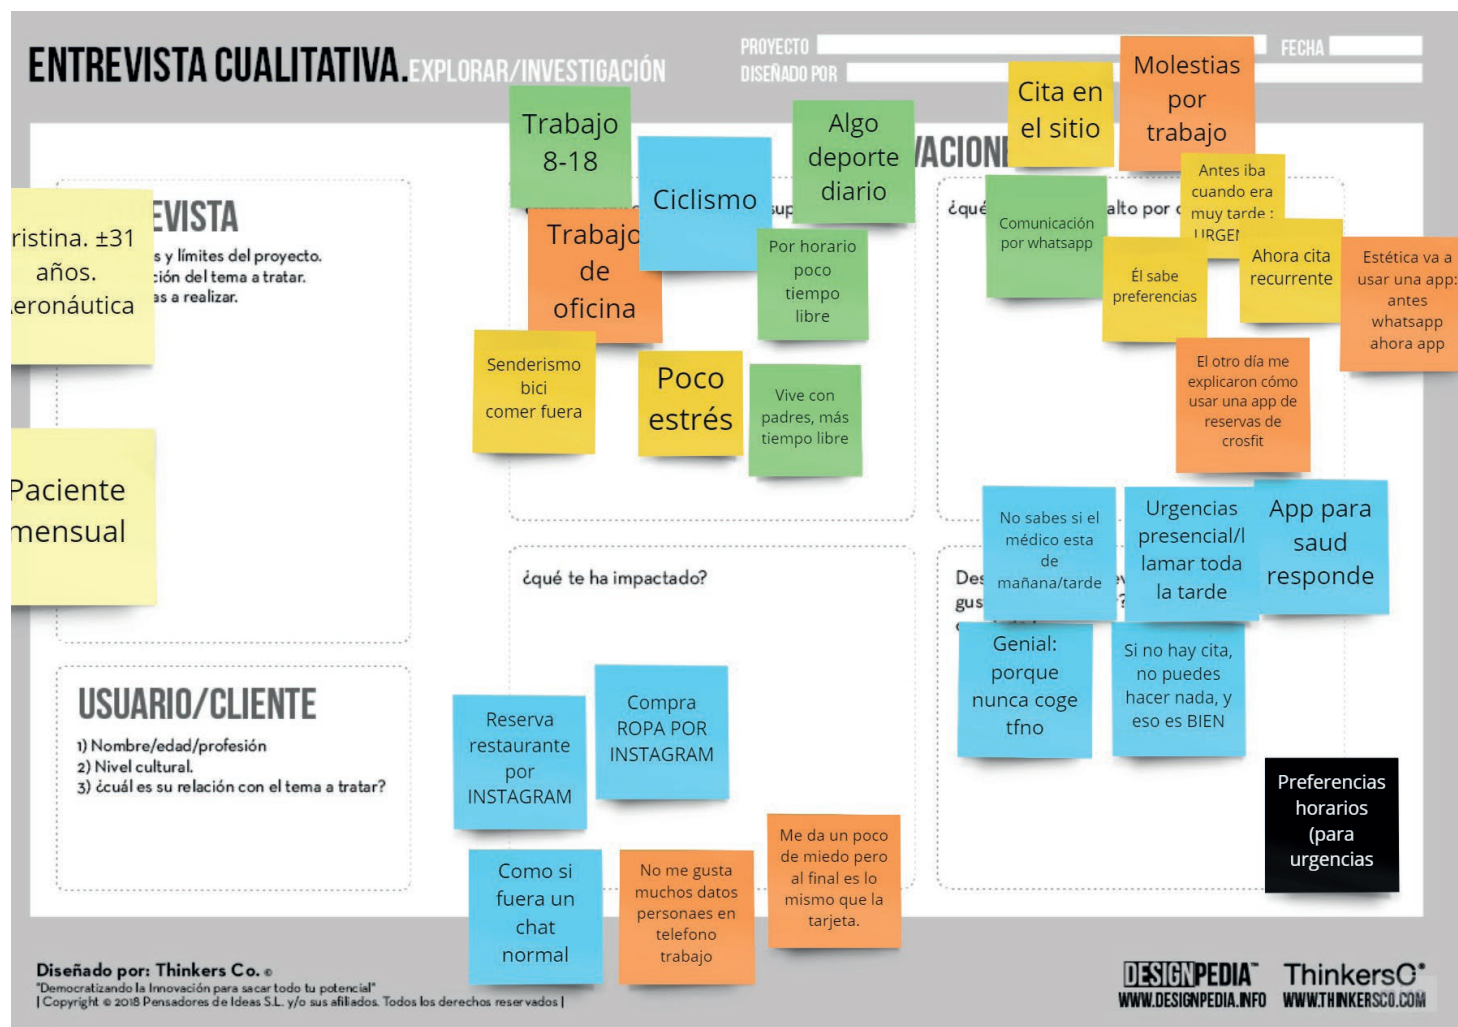 ENTREVISTA CUALITATIVA.EXPLORAR/INVESTIGACIÓN
PROYECTO
FECHA
DISEÑADO POR
EVISTA
s y límites del proyecto.
ción del tema a tratar.
as a realizar.
ristina. ±31
años.
eronáutica
Paciente
mensual
USUARIO/CLIENTE
1) Nombre/edad/profesión
2) Nivel cultural.
3) ¿cuál es su relación con el tema a tratar?
VACION
Trabajo
8-18
Ciclismo
Algo
deporte
diario
sup
Trabajo
de
oficina
Por horario
poco
tiempo
libre
Senderismo
bici
comer fuera
Poco
estrés
Vive con
padres, más
tiempo libre
Cita en
el sitio
Molestias
por
trabajo
¿qué
alto por
Comunicación
por whatsapp
Antes iba
cuando era
muy tarde :
URGEN
Él sabe
preferencias
Ahora cita
recurrente
Estética va a
usar una app:
antes
whatsapp
ahora app
El otro día me
explicaron cómo
usar una app de
reservas de
crosfit
¿qué te ha impactado?
Reserva
restaurante
por
INSTAGRAM
Compra
ROPA POR
INSTAGRAM
Como si
fuera un
chat
normal
No me gusta
muchos datos
personaes en
telefono
trabajo
Me da un poco
de miedo pero
al final es lo
mismo que la
tarjeta.
Des
gus
No sabes si el
médico esta
de
mañana/tarde
Urgencias
presencial/l
lamar toda
la tarde
App para
saud
responde
Genial:
porque
nunca coge
tfno
Si no hay cita,
no puedes
hacer nada, y
eso es BIEN
Preferencias
horarios
(para
urgencias
Diseñado por: Thinkers Co. ©
"Democratizando la Innovación para sacar todo tu potencial"
| Copyright © 2018 Pensadores de Ideas S.L. y/o sus afiliados. Todos los derechos reservados |
DESIGNPEDIA™
WWW.DESIGNPEDIA.INFO
ThinkersCo
WWW.THINKERSCO.COM